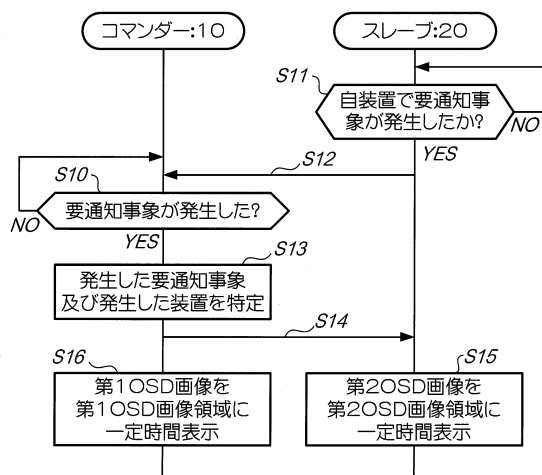 コマンダー:10
スレーブ:20
S11
自装置で要通知事
象が発生したか?
NO
YES
S12
S10
要通知事象が発生した?
NO
YES
S13
発生した要通知事象
及び発生した装置を特定
S14
S16
第1OSD画像を
第1OSD画像領域に
一定時間表示
S15
第2OSD画像を
第2OSD画像領域に
一定時間表示